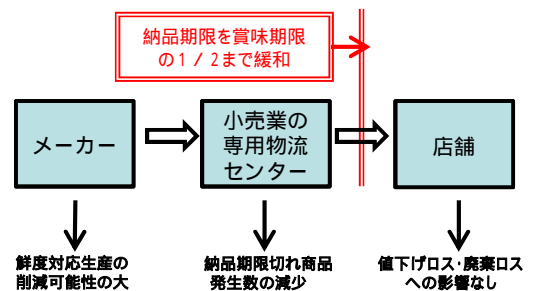 納品期限を賞味期限
の1/2まで緩和
メーカー
小売業の
専用物流
センター
店舗
鮮度対応生産の
削減可能性の大
納品期限切れ商品
発生数の減少
値下げロス・廃棄ロス
への影響なし